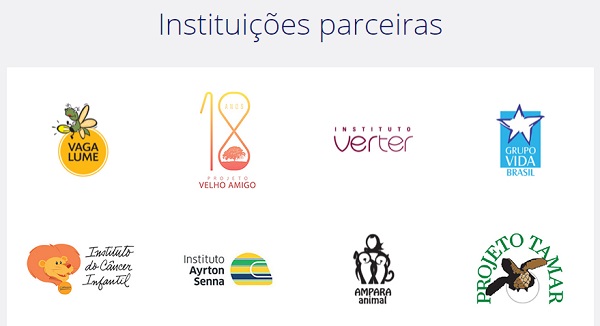 Instituições parceiras
VAGA
LUME
18
ANOS
PROJETO
VELHO AMIGO
INSTITUTO
verter
GRUPO
VIDA
BRASIL
Instituto
do Câncer
Infantil
Instituto
Ayrton
Senna
AMPARA
animal
PROJETO TAMAR